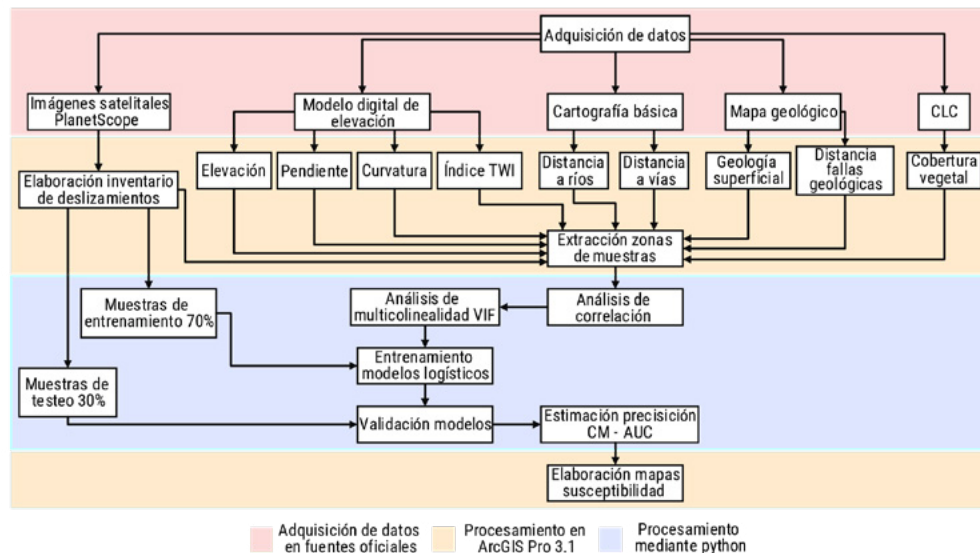 Adquisición de datos
Imágenes satelitales
PlanetScope
Modelo digital de
elevación
Cartografía básica
Mapa geológico
CLC
Elaboración inventario
de deslizamientos
Elevación
Pendiente
Curvatura
Índice TWI
Distancia
a ríos
Distancia
a vías
Geología
superficial
Distancia
fallas
geológicas
Cobertura
vegetal
Extracción zonas
de muestras
Muestras de
entrenamiento 70%
Análisis de
multicolinealidad VIF
Análisis de
correlación
Entrenamiento
modelos logísticos
Muestras de
testeo 30%
Validación modelos
Estimación precisición
CM - AUC
Elaboración mapas
susceptibilidad
Adquisición de datos
en fuentes oficiales
Procesamiento en
ArcGIS Pro 3.1
Procesamiento
mediante python